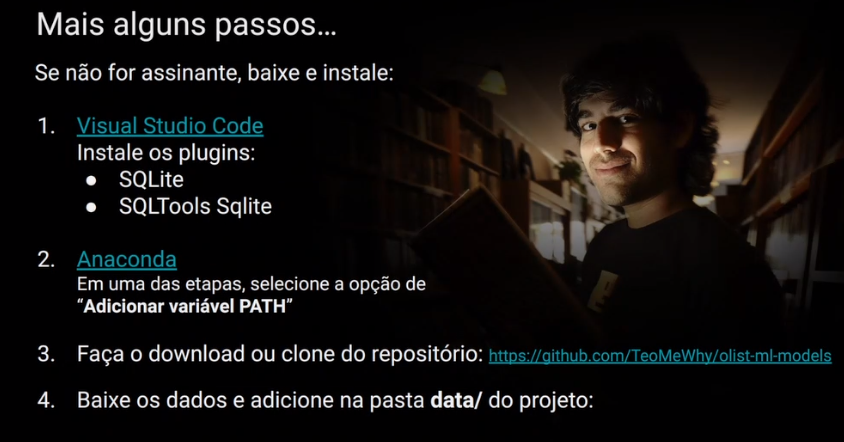 Mais alguns passos...
Se não for assinante, baixe e instale:
1. Visual Studio Code
Instale os plugins:
● SQLite
● SQLTools Sqlite
2. Anaconda
Em uma das etapas, selecione a opção de
“Adicionar variável PATH”
3. Faça o download ou clone do repositório: https://github.com/TeoMeWhy/olist-ml-models
4. Baixe os dados e adicione na pasta data/ do projeto: